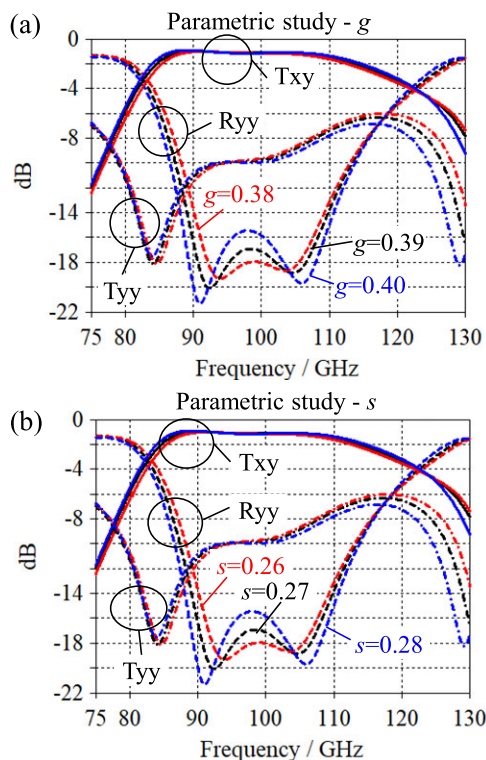 (a)
Parametric study - g
0
-4
-8
-14
-18
-22
dB
Txy
Ryy
Tyy
g=0.38
g=0.39
g=0.40
75 80 90 100 110 120 130
Frequency / GHz
(b)
Parametric study - s
0
-4
-8
-14
-18
-22
dB
Txy
Ryy
Tyy
s=0.26
s=0.27
s=0.28
75 80 90 100 110 120 130
Frequency / GHz